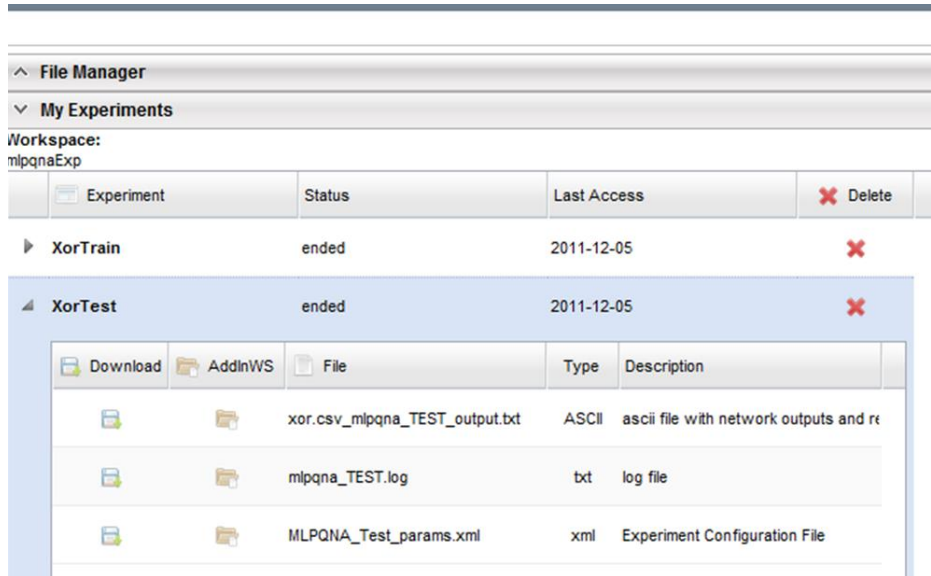 File Manager
My Experiments
Workspace:
mlpqnaExp
Experiment Status Last Access Delete
XorTrain ended 2011-12-05
XorTest ended 2011-12-05
Download AddInWS File Type Description
xor.csv_mlpqna_TEST_output.txt ASCII ascii file with network outputs and re
mlpqna_TEST.log txt log file
MLPQNA_Test_params.xml xml Experiment Configuration File